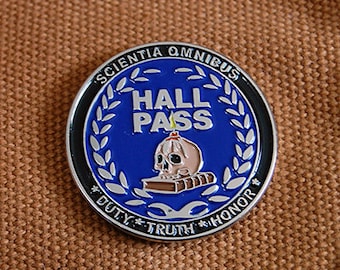 SCIENTIA OMNIBUS
HALL
PASS
* DUTY * TRUTH * HONOR *